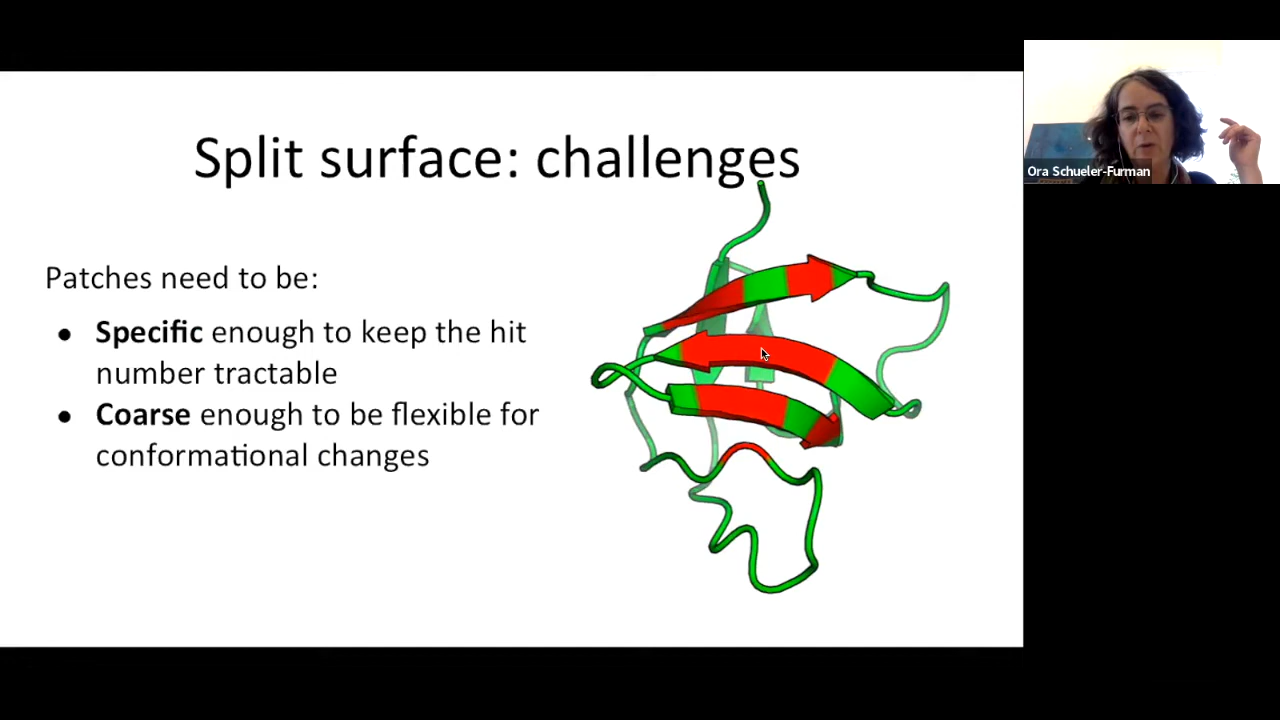 Split surface: challenges
Patches need to be:
● Specific enough to keep the hit
number tractable
● Coarse enough to be flexible for
conformational changes
Ora Schueler-Furman